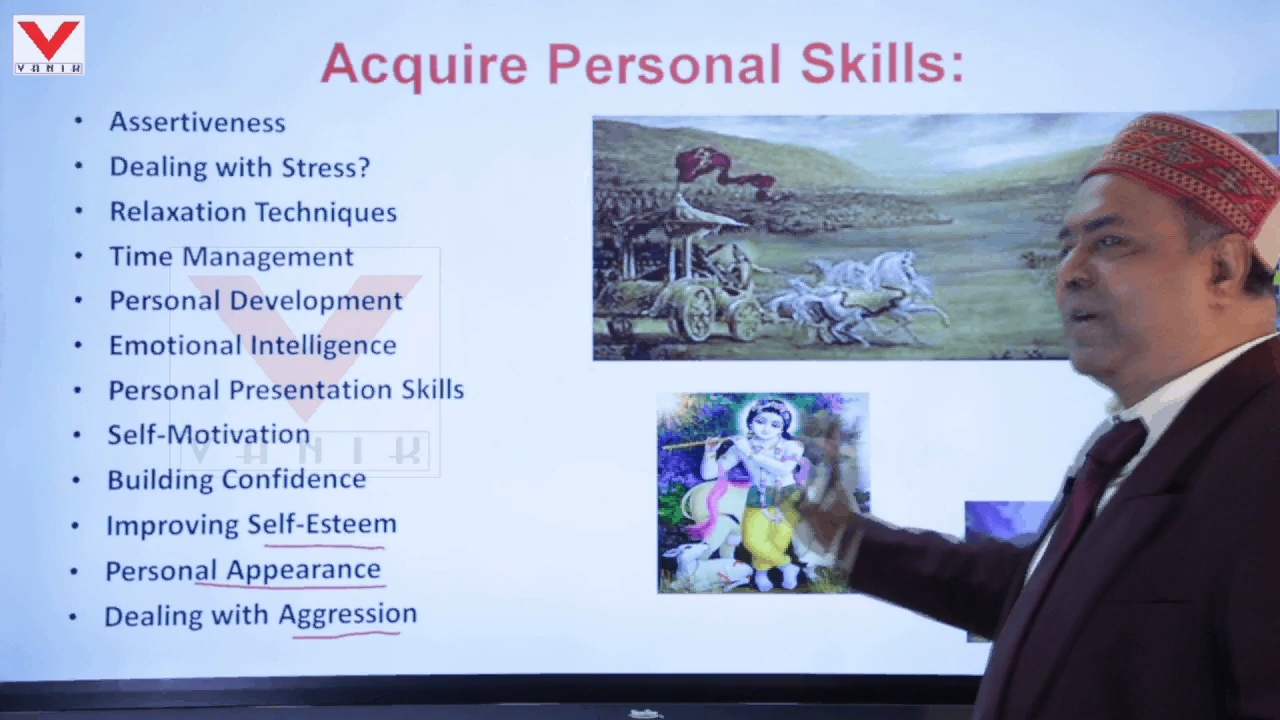 VANIK
Acquire Personal Skills:
• Assertiveness
• Dealing with Stress?
• Relaxation Techniques
• Time Management
• Personal Development
• Emotional Intelligence
• Personal Presentation Skills
• Self-Motivation
VANIK
• Building Confidence
• Improving Self-Esteem
• Personal Appearance
• Dealing with Aggression